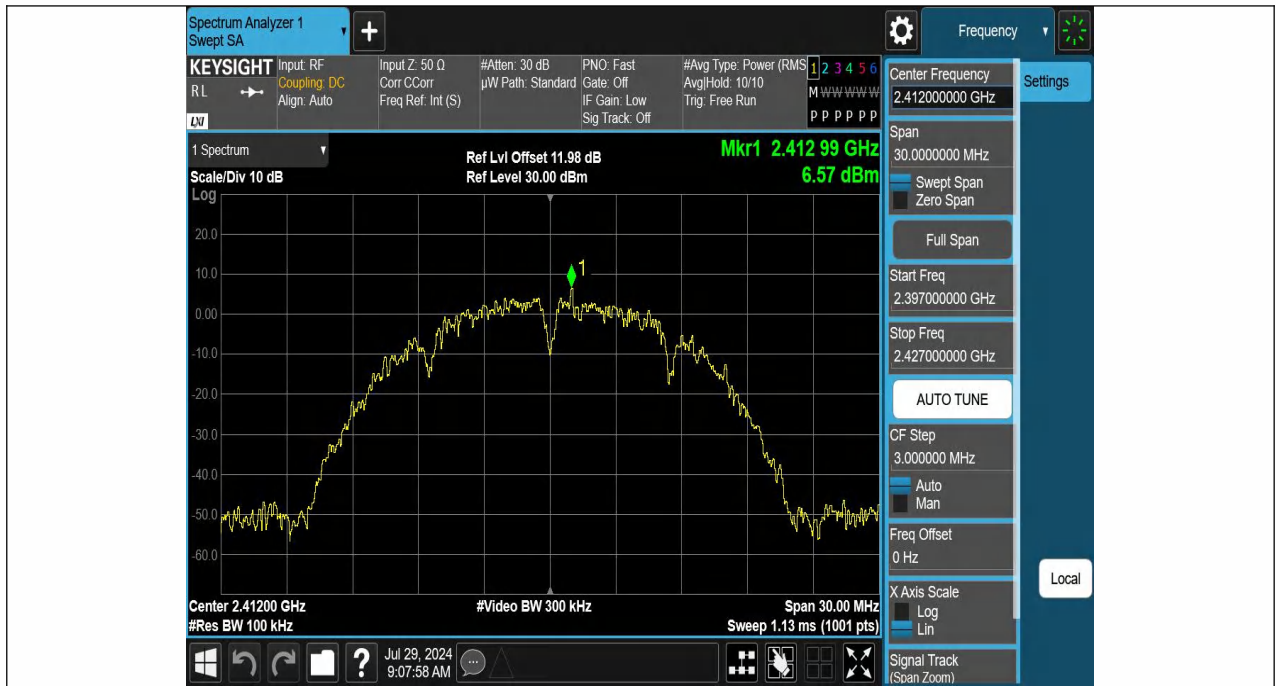 Spectrum Analyzer 1
Swept SA
+
Frequency
KEYSIGHT
RL
LXI
Input: RF
Coupling: DC
Align: Auto
Input Z: 50 Ω
Corr CCorr
Freq Ref: Int (S)
#Atten: 30 dB
µW Path: Standard
PNO: Fast
Gate: Off
IF Gain: Low
Sig Track: Off
#Avg Type: Power (RMS
Avg|Hold: 10/10
Trig: Free Run
1 2 3 4 5 6
M W W W W W
P P P P P P
Center Frequency
2.412000000 GHz
Settings
Span
30.0000000 MHz
Swept Span
Zero Span
Full Span
Start Freq
2.397000000 GHz
Stop Freq
2.427000000 GHz
AUTO TUNE
CF Step
3.000000 MHz
Auto
Man
Freq Offset
0 Hz
X Axis Scale
Log
Lin
Signal Track
(Span Zoom)
Local
1 Spectrum
Scale/Div 10 dB
Log
Ref Lvl Offset 11.98 dB
Ref Level 30.00 dBm
Mkr1 2.412 99 GHz
6.57 dBm
1
20.0
10.0
0.00
-10.0
-20.0
-30.0
-40.0
-50.0
-60.0
Center 2.41200 GHz
#Res BW 100 kHz
#Video BW 300 kHz
Span 30.00 MHz
Sweep 1.13 ms (1001 pts)
?
Jul 29, 2024
9:07:58 AM